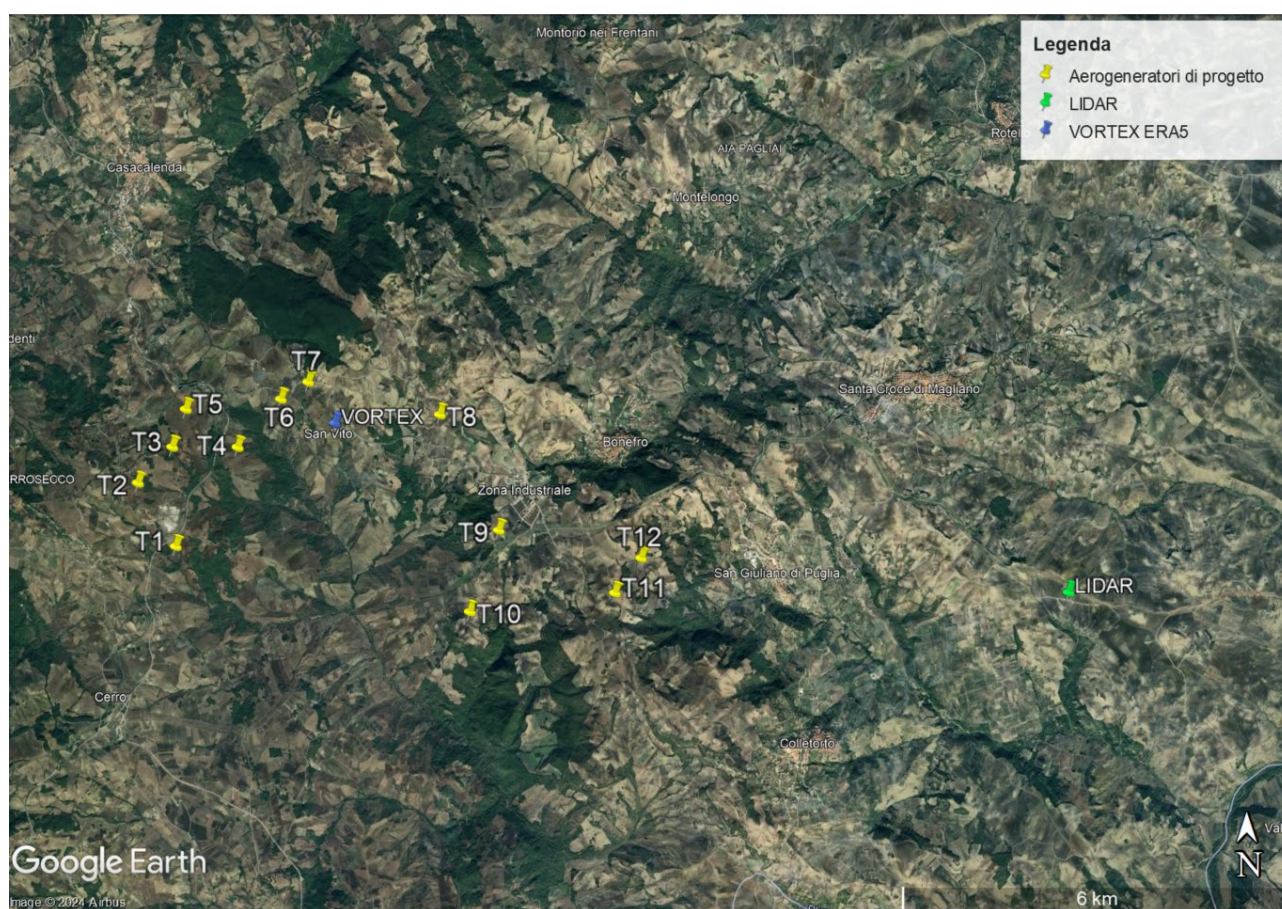 Montorio nei Frentani
Legenda
Aerogeneratori di progetto
LIDAR
VORTEX ERA5
Rotello
AIA PAGLIAI
Casacalenda
Montelongo
denti
T7
Santa Croce di Magliano
T5
T6
VORTEX
T8
San Vito
T3
T4
Bonefro
RROSECCO
T2
Zona Industriale
T9
T1
T12
San Giuliano di Puglia
T11
LIDAR
T10
Cerro
Colletorto
Google Earth
N
Image © 2024 Airbus
6 km